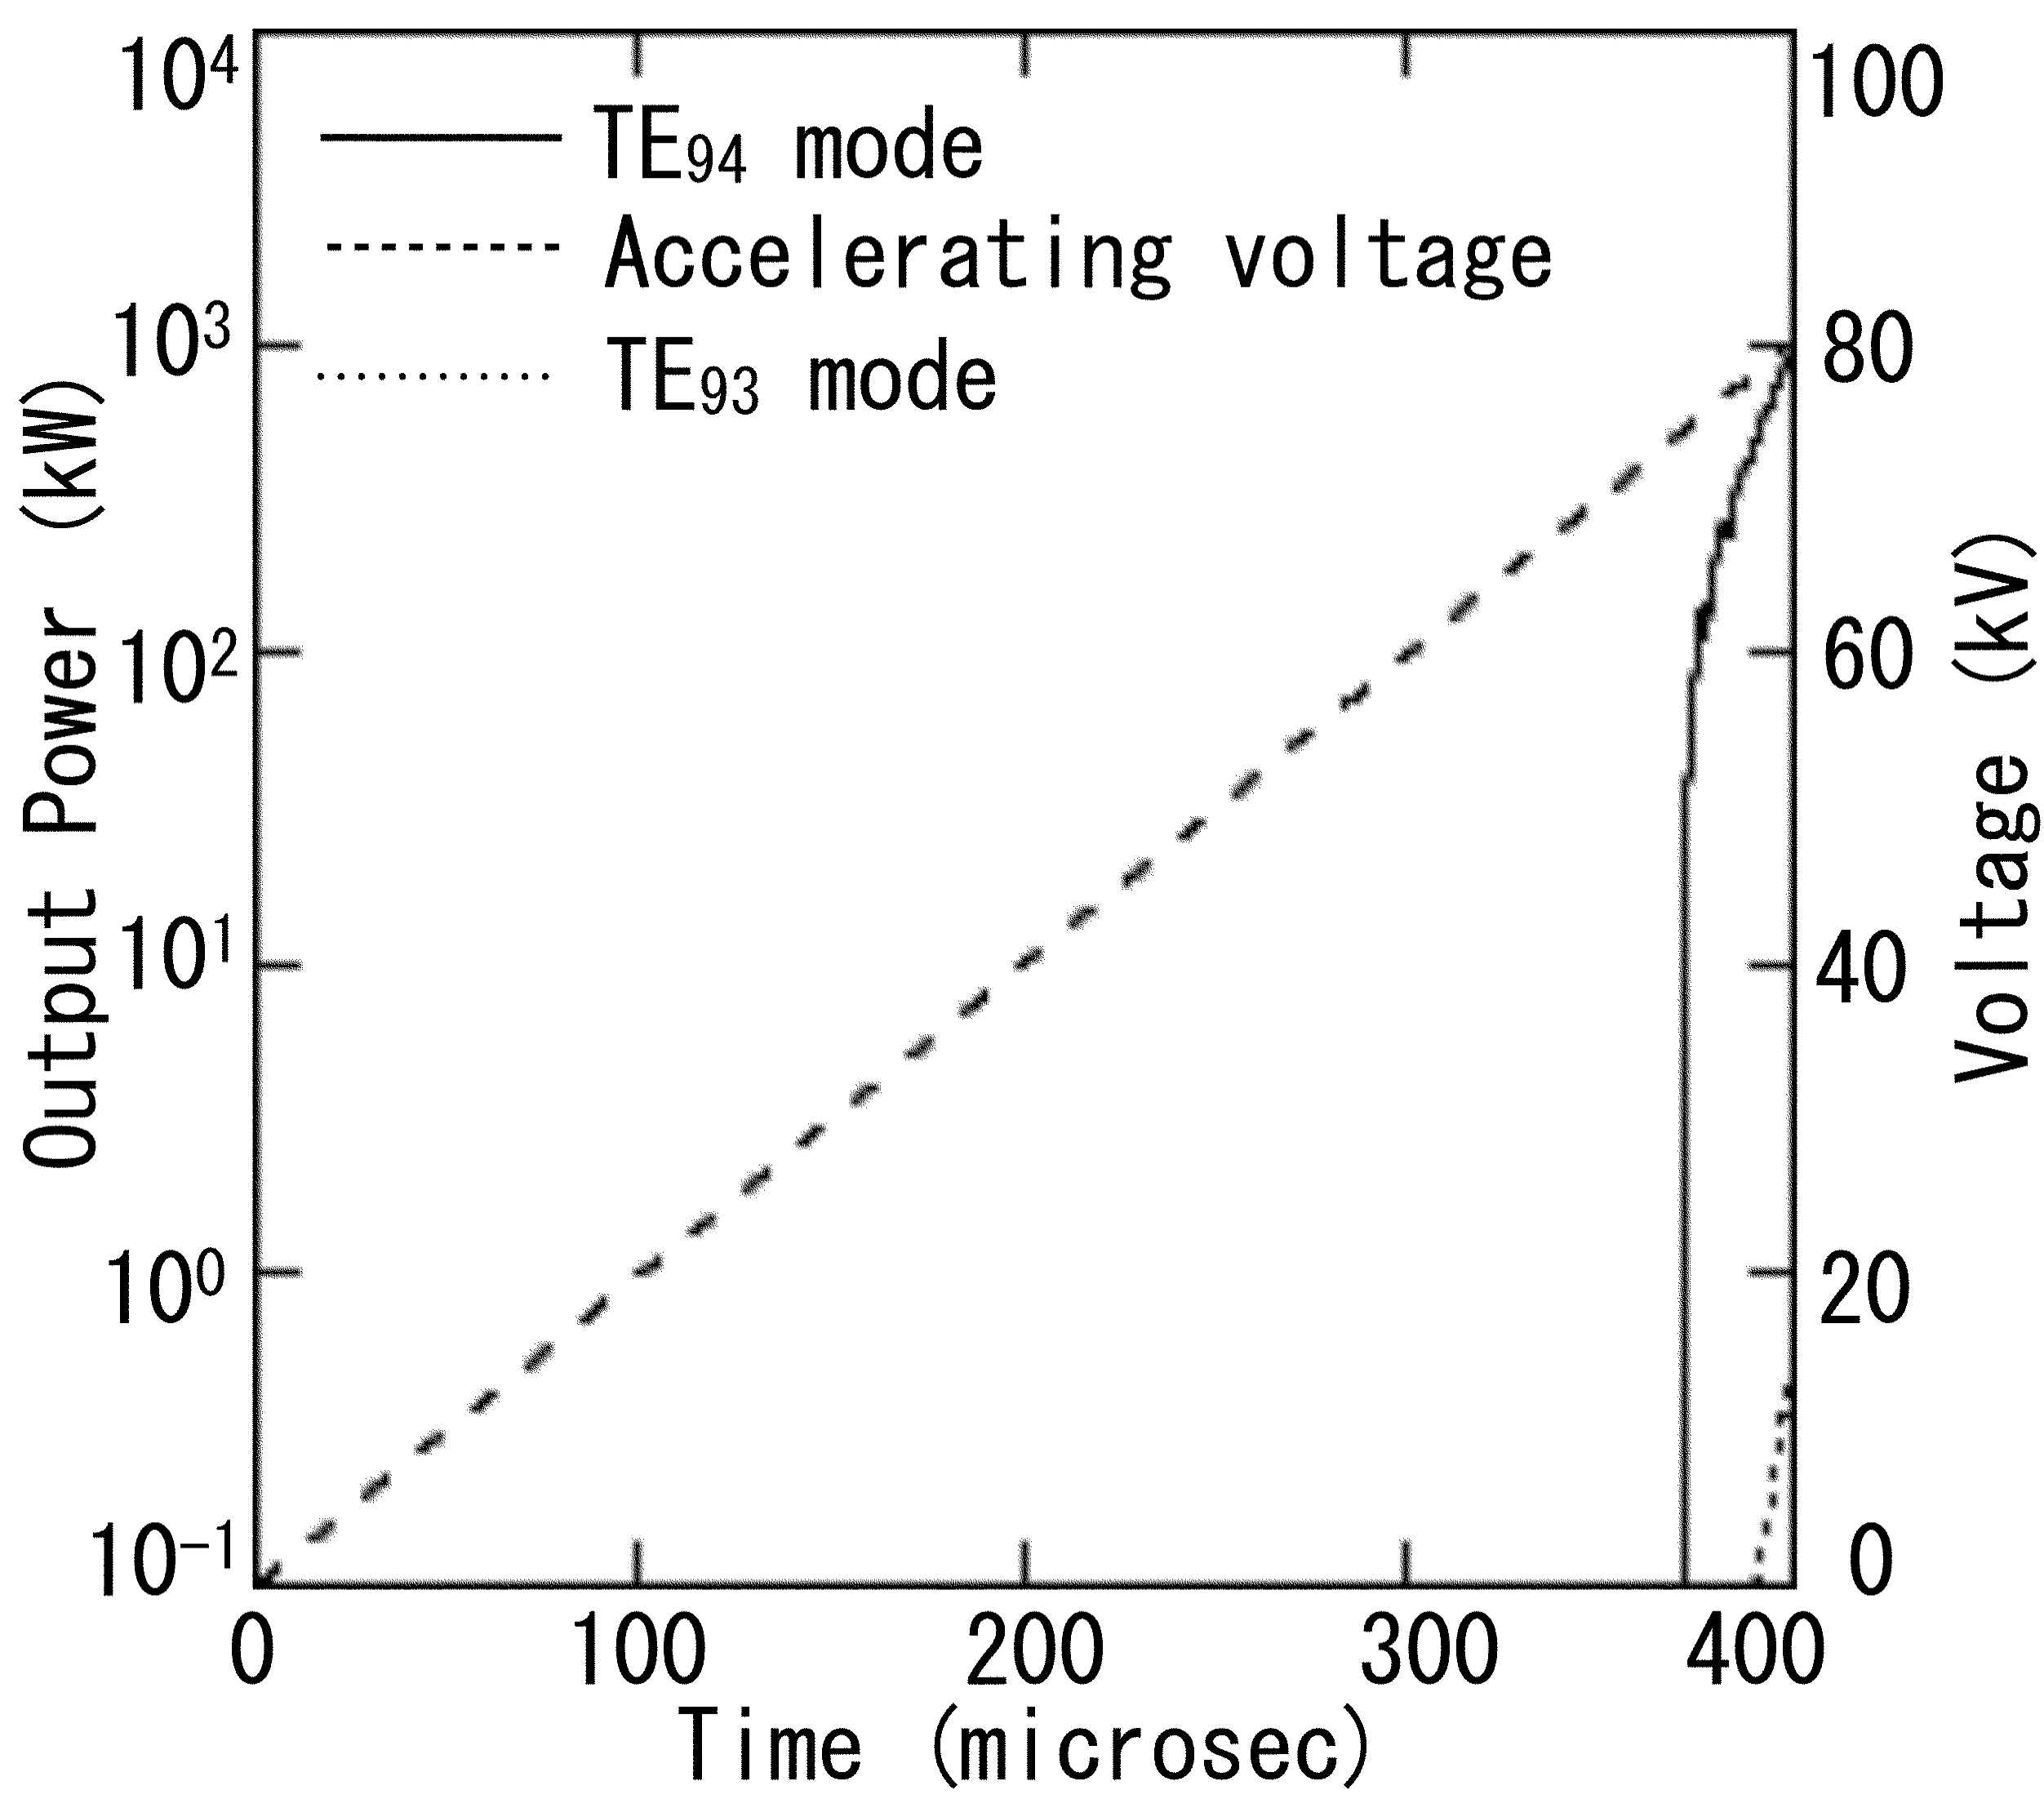 10⁴
10³
10²
10¹
10⁰
10⁻¹
Output Power (kW)
TE₉₄ mode
Accelerating voltage
TE₉₃ mode
100
80
60
40
20
0
Voltage (kV)
0 100 200 300 400
Time (microsec)